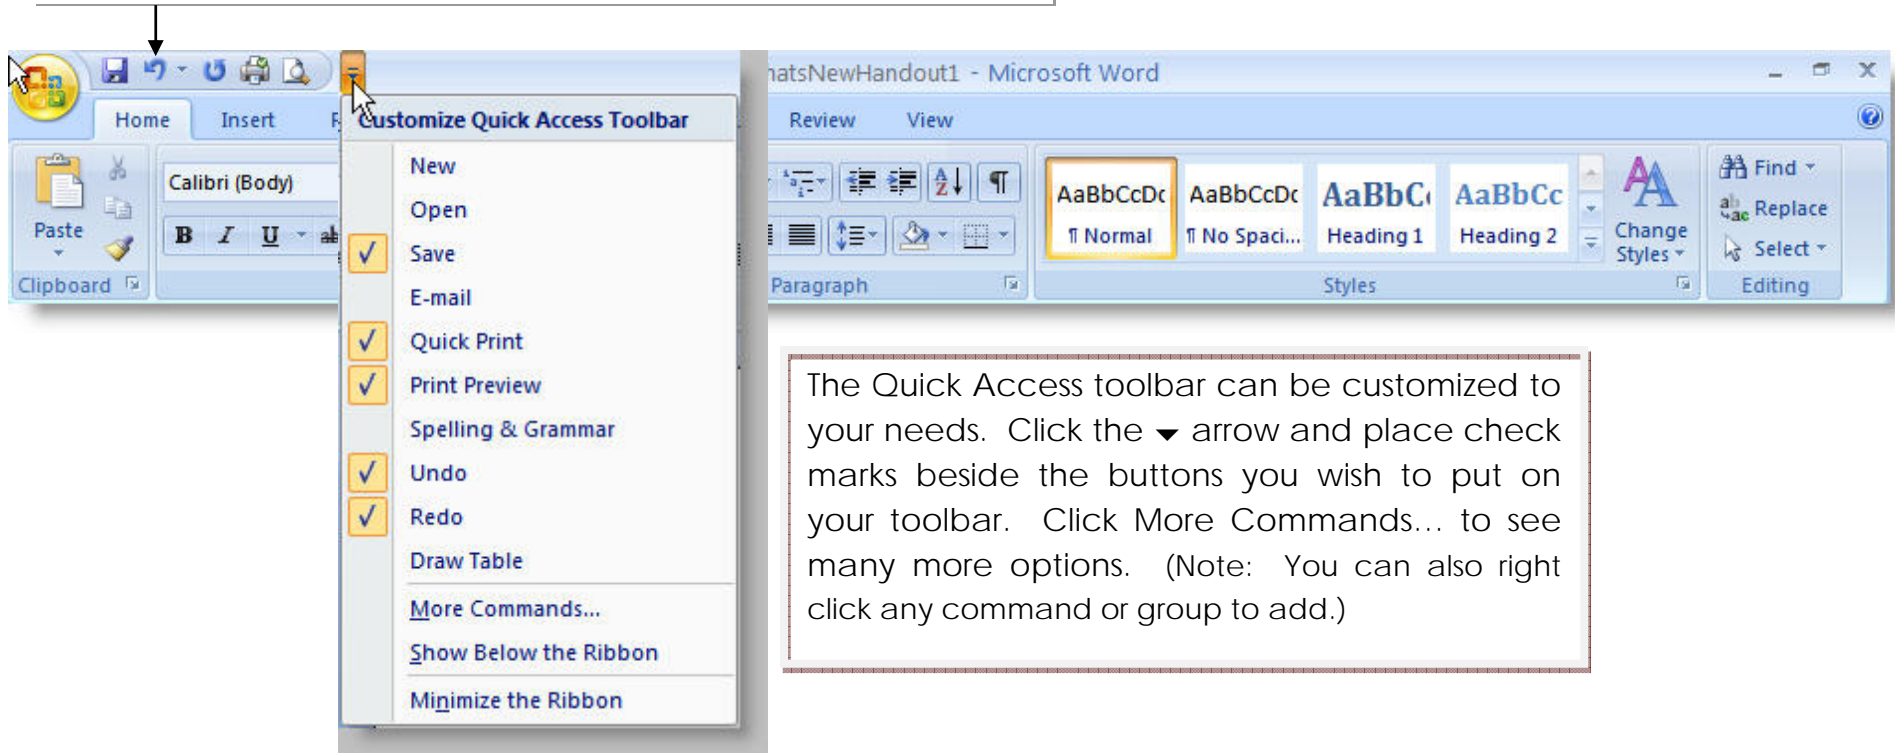 hatsNewHandout1 - Microsoft Word
Home Insert Review View
Customize Quick Access Toolbar
New
Open
Save
E-mail
Quick Print
Print Preview
Spelling & Grammar
Undo
Redo
Draw Table
More Commands...
Show Below the Ribbon
Minimize the Ribbon
Paste
Clipboard
Calibri (Body)
B I U ab
Paragraph
AaBbCcDc AaBbCcDc AaBbC AaBbCc
¶ Normal ¶ No Spaci... Heading 1 Heading 2
Change
Styles
Styles
Find
Replace
Select
Editing
The Quick Access toolbar can be customized to
your needs. Click the arrow and place check
marks beside the buttons you wish to put on
your toolbar. Click More Commands… to see
many more options. (Note: You can also right
click any command or group to add.)